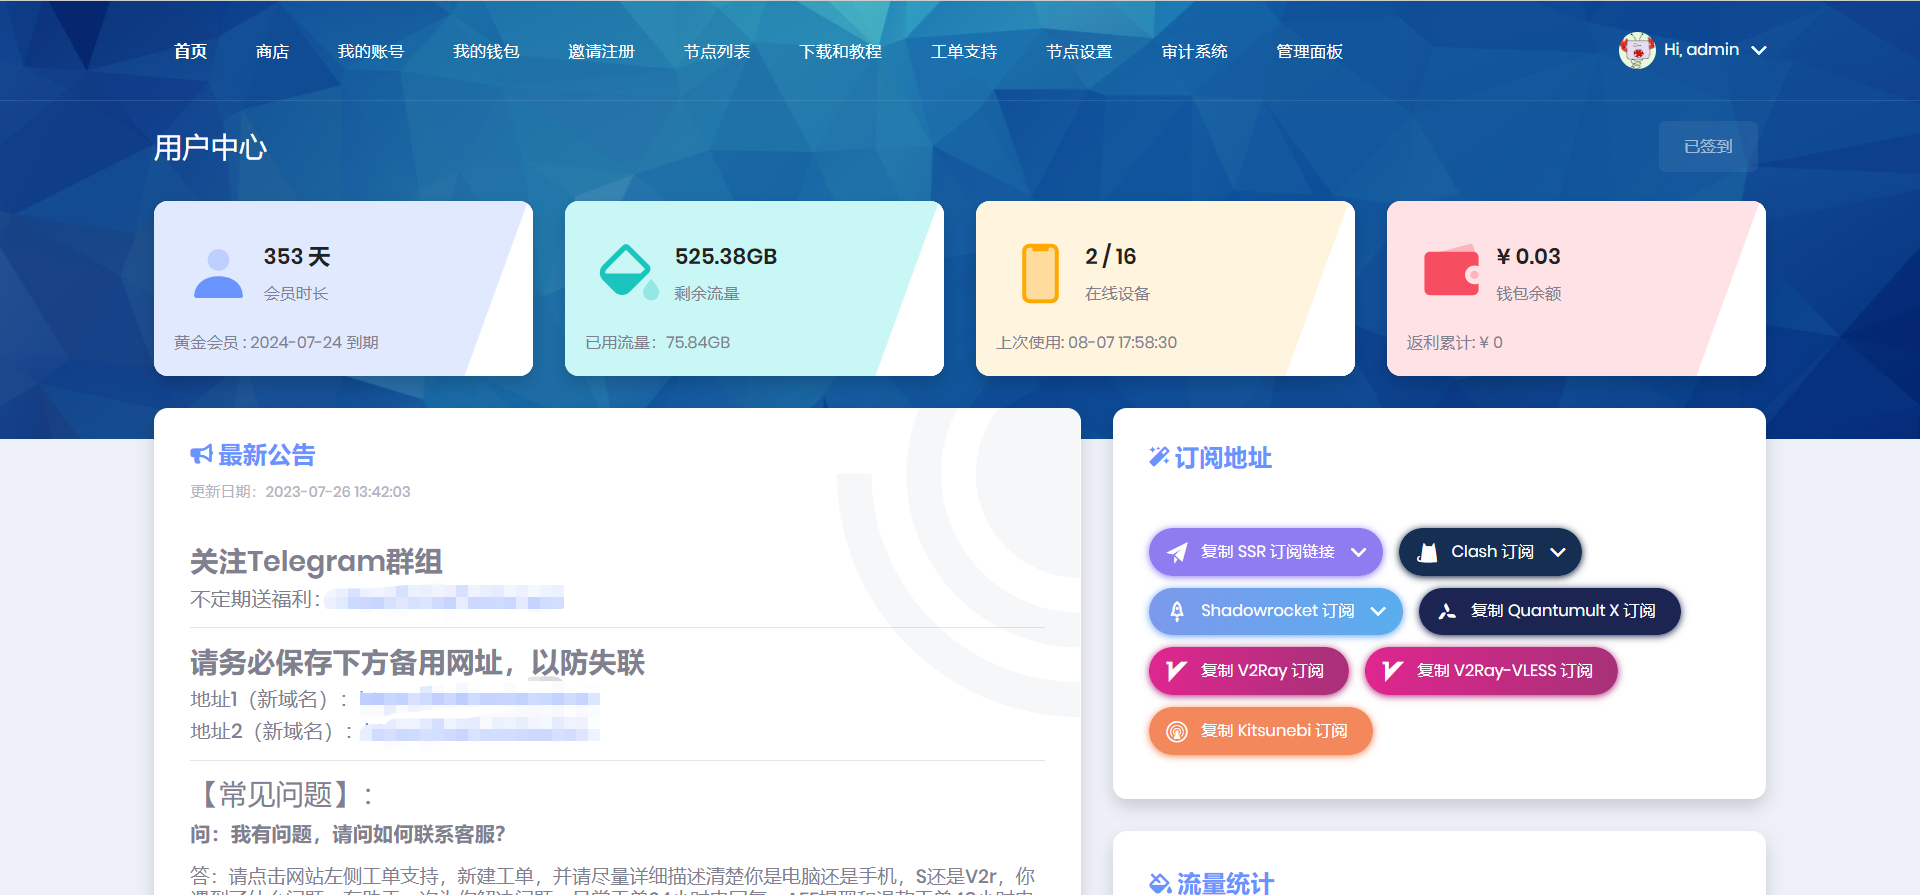 首页
商店
我的账号
我的钱包
邀请注册
节点列表
下载和教程
工单支持
节点设置
审计系统
管理面板
Hi, admin
用户中心
已签到
353 天
会员时长
黄金会员 : 2024-07-24 到期
525.38GB
剩余流量
已用流量：75.84GB
2 / 16
在线设备
上次使用: 08-07 17:58:30
¥ 0.03
钱包余额
返利累计: ¥ 0
最新公告
更新日期：2023-07-26 13:42:03
关注Telegram群组
不定期送福利：
请务必保存下方备用网址，以防失联
地址1（新域名）：
地址2（新域名）：
【常见问题】：
问：我有问题，请问如何联系客服？
答：请点击网站左侧工单支持，新建工单，并请尽量详细描述清楚你是电脑还是手机，S还是V2r，你
订阅地址
复制 SSR 订阅链接
Clash 订阅
Shadowrocket 订阅
复制 Quantumult X 订阅
复制 V2Ray 订阅
复制 V2Ray-VLESS 订阅
复制 Kitsunebi 订阅
流量统计